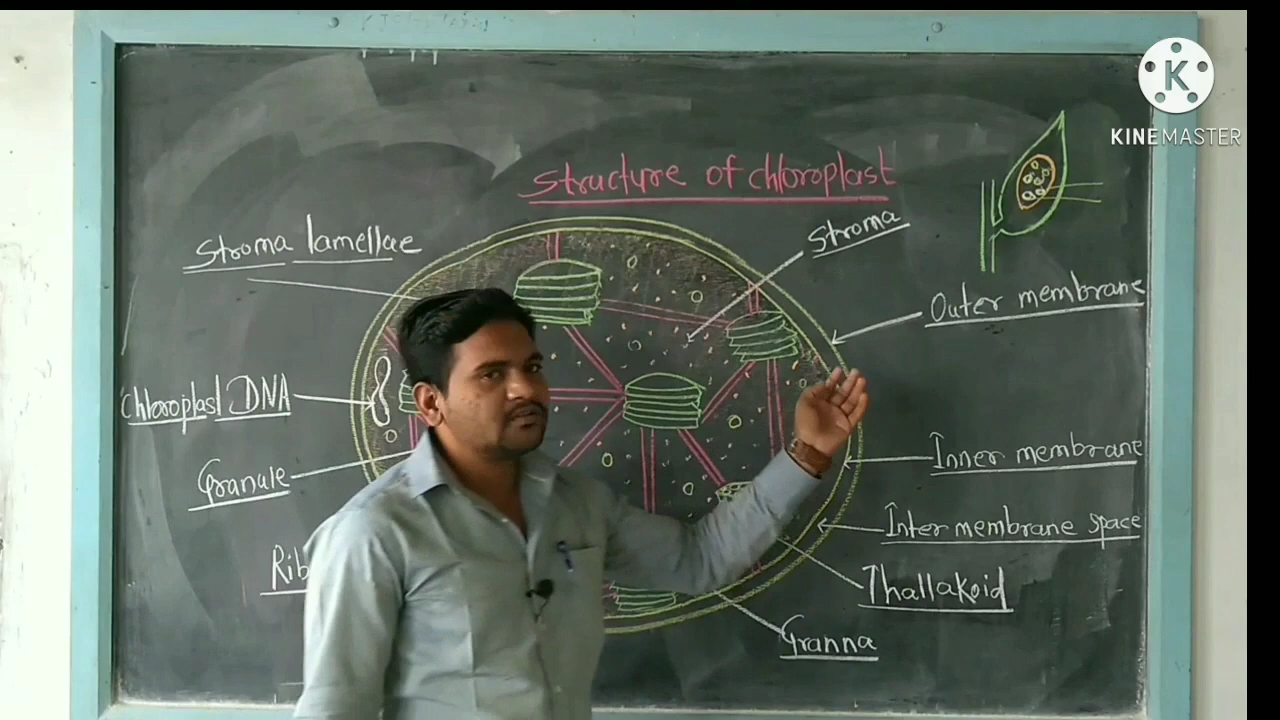 Structure of chloroplast
Stroma lamellae
Stroma
Outer membrane
Chloroplast DNA
Inner membrane
Granule
Inter membrane space
Rib
Thallakoid
Granna
KINEMASTER